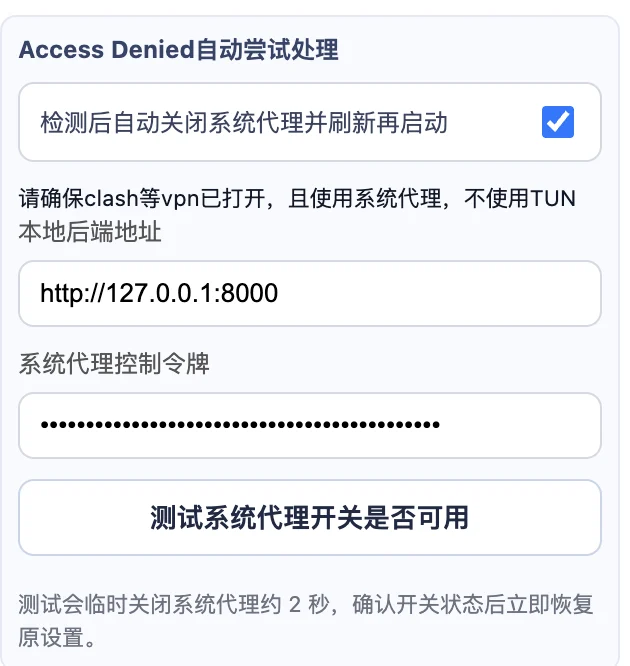 Access Denied自动尝试处理
检测后自动关闭系统代理并刷新再启动
请确保clash等vpn已打开，且使用系统代理，不使用TUN
本地后端地址
http://127.0.0.1:8000
系统代理控制令牌
••••••••••••••••••••••••••••••••••••••••••••
测试系统代理开关是否可用
测试会临时关闭系统代理约 2 秒，确认开关状态后立即恢复
原设置。